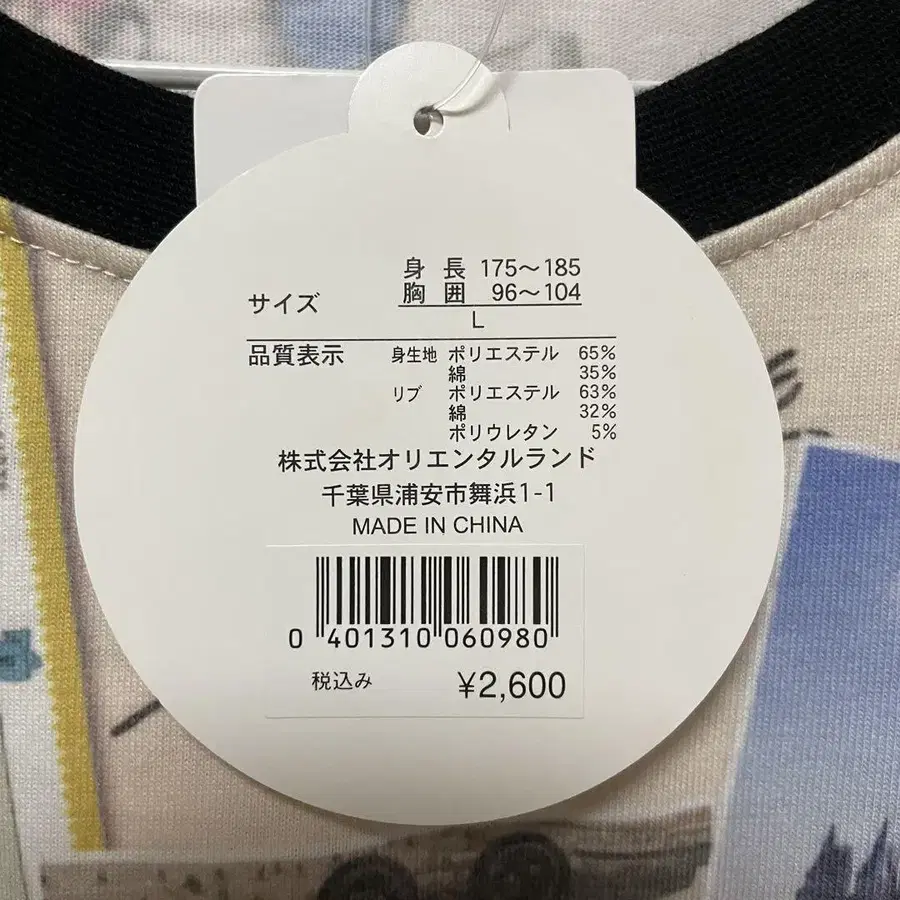 身長 175～185
サイズ 胸囲 96～104
L
品質表示 身生地 ポリエステル 65%
綿 35%
リブ ポリエステル 63%
綿 32%
ポリウレタン 5%
株式会社オリエンタルランド
千葉県浦安市舞浜1-1
MADE IN CHINA
0 401310 060980
税込み ¥2,600